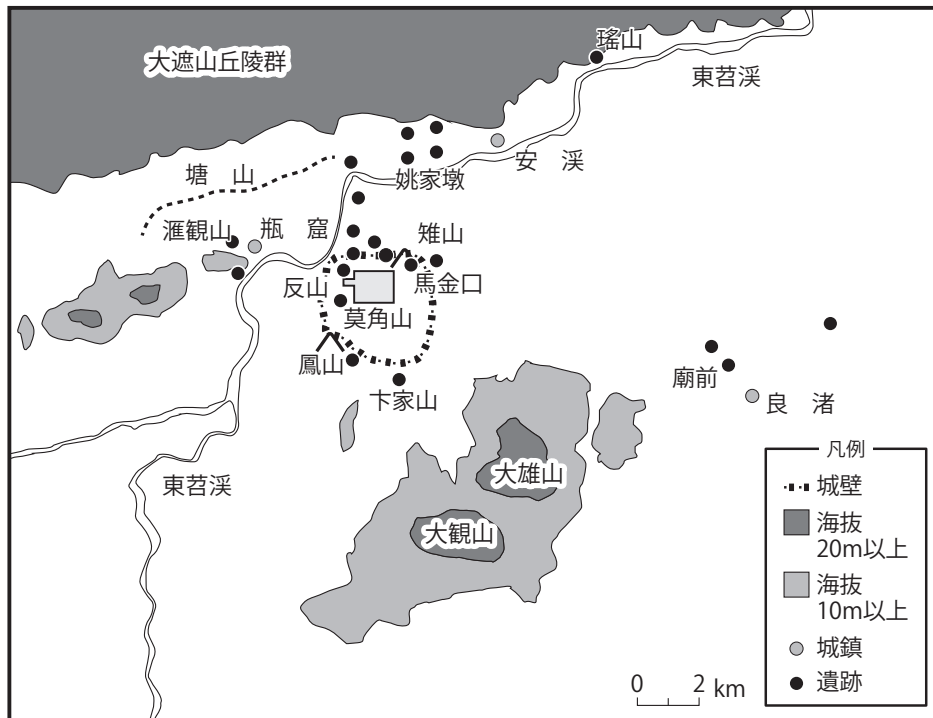 瑤山
大遮山丘陵群
東苕渓
安　渓
塘　山
姚家墩
滙観山
瓶　窟
雉山
反山
馬金口
莫角山
鳳山
卞家山
廟前
良　渚
大雄山
東苕渓
大観山
凡例
城壁
海抜
20m以上
海抜
10m以上
城鎮
遺跡
0 2 km